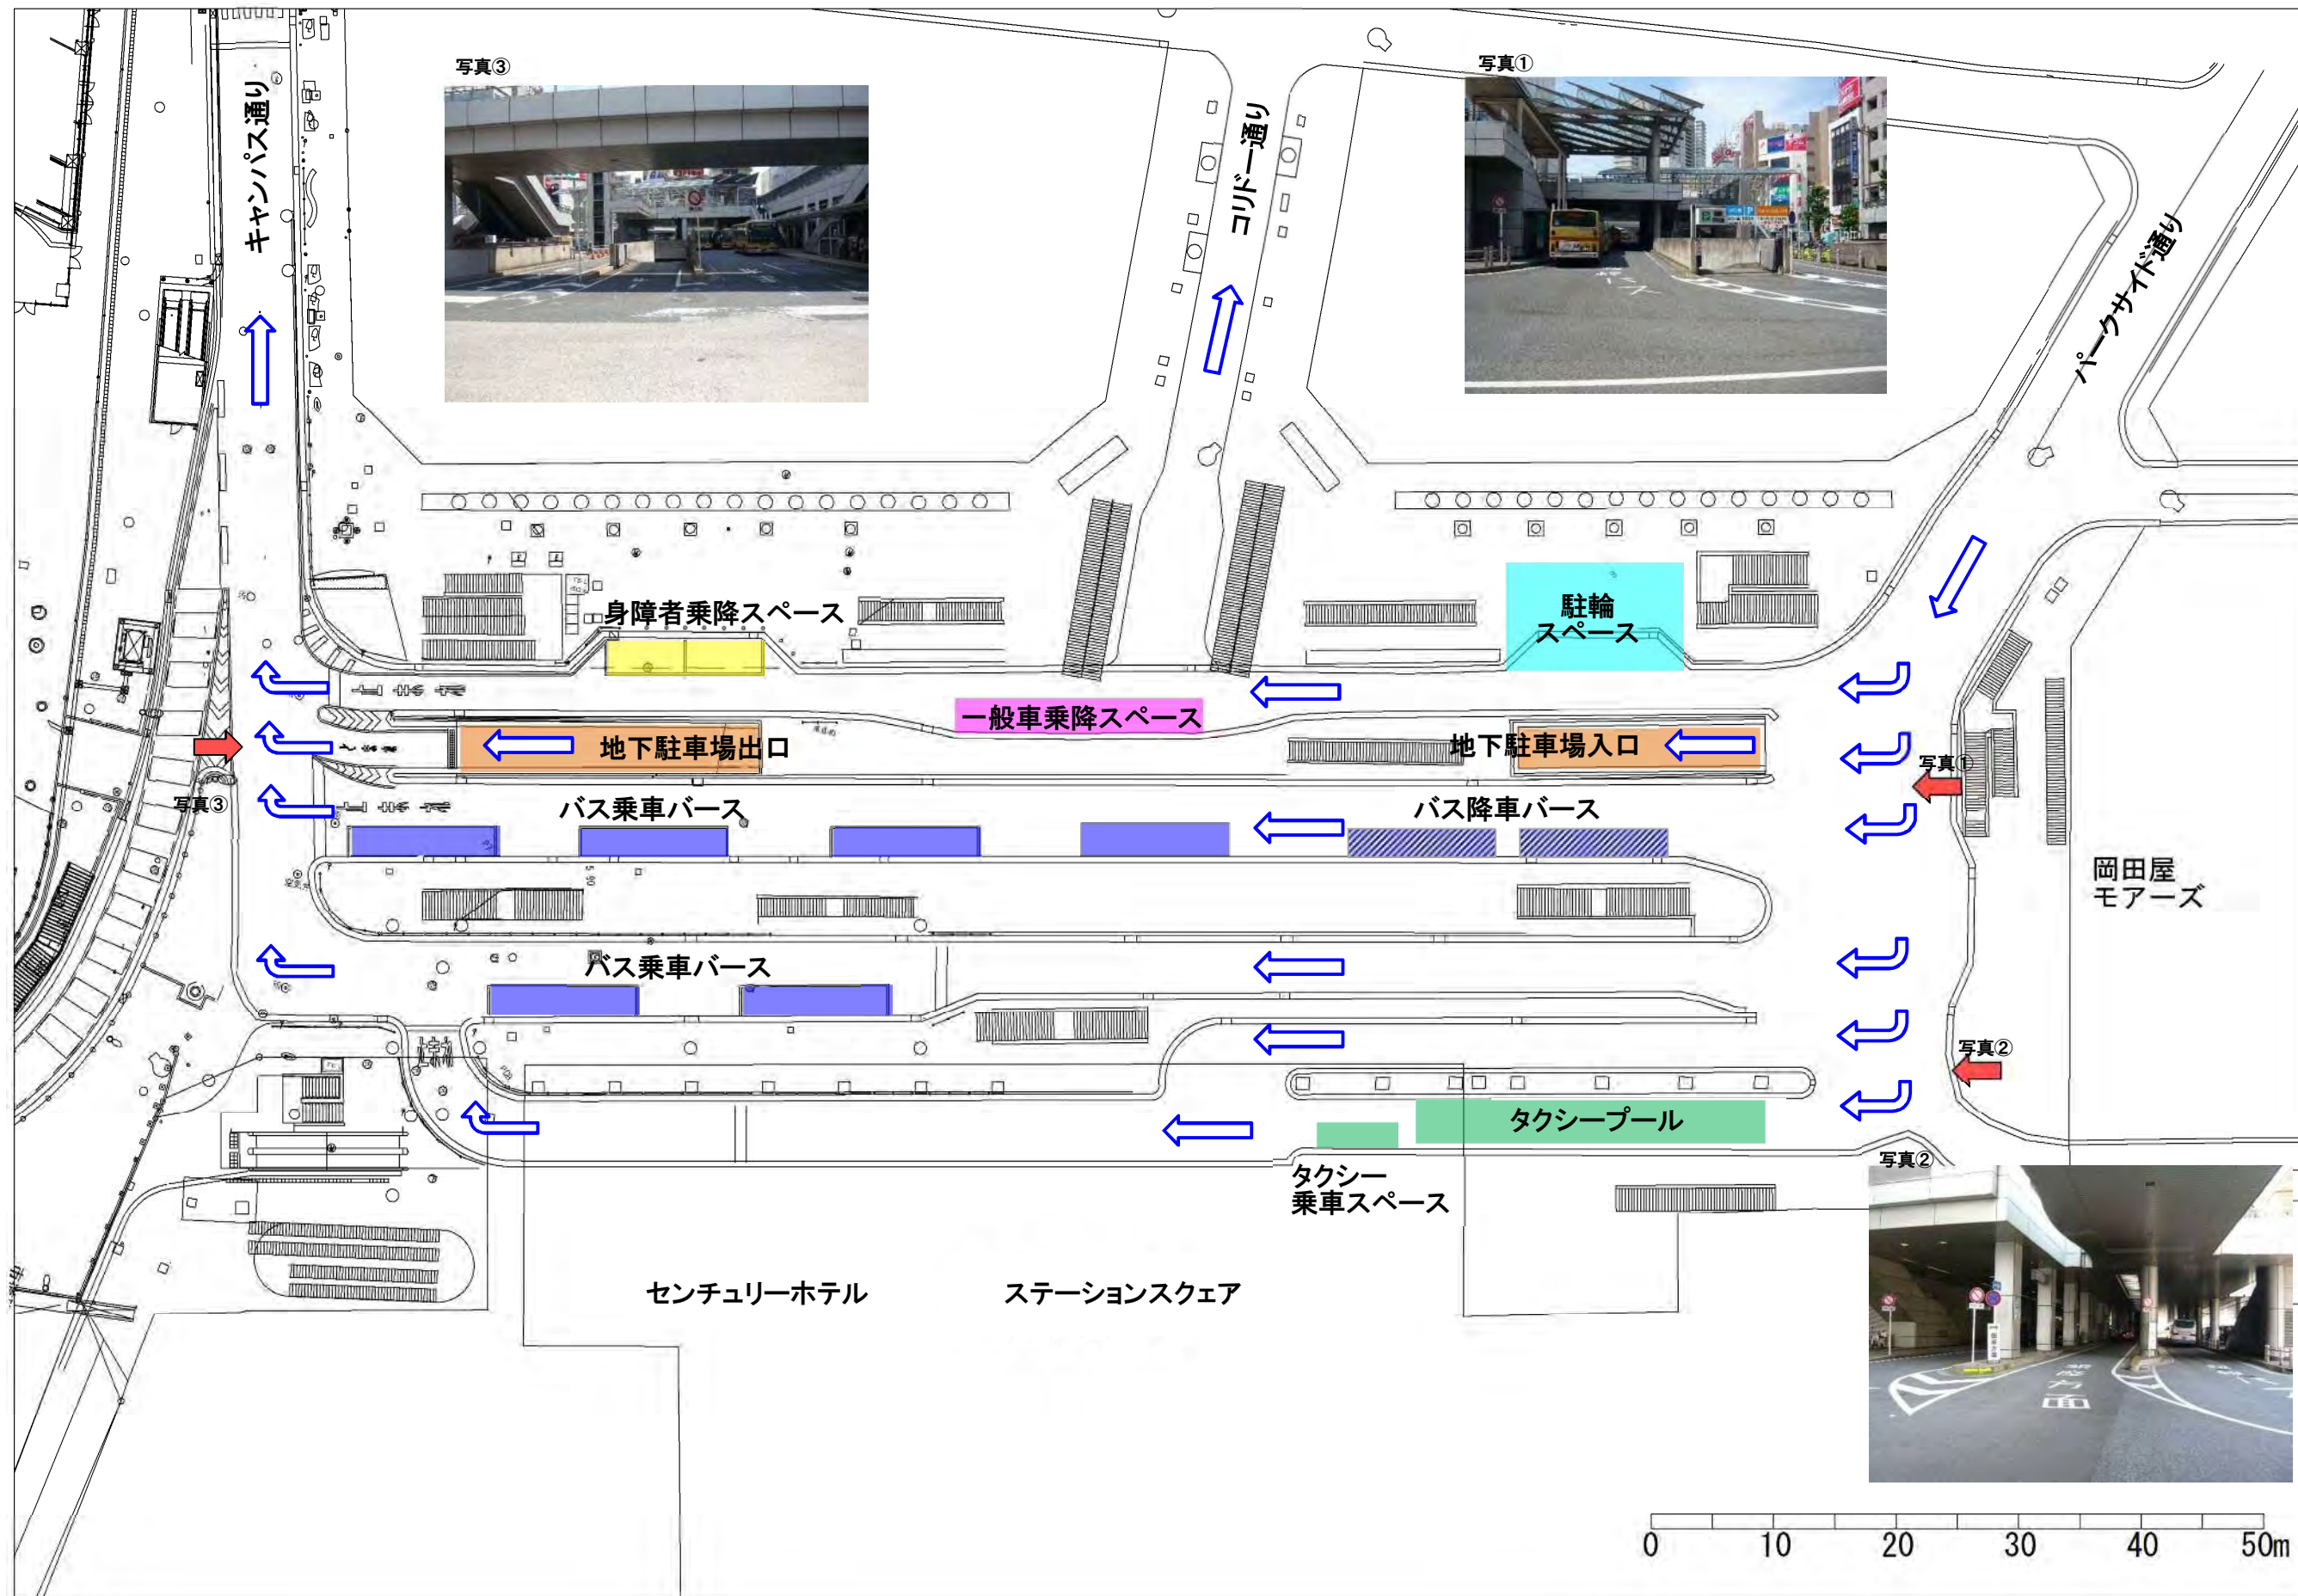 写真③
写真①
キャンパス通り
コリドー通り
パークサイド通り
身障者乗降スペース
駐輪
スペース
一般車乗降スペース
地下駐車場出口
地下駐車場入口
写真①
写真③
バス乗車バース
バス降車バース
岡田屋
モアーズ
バス乗車バース
写真②
タクシープール
写真②
タクシー
乗車スペース
センチュリーホテル
ステーションスクェア
0 10 20 30 40 50m